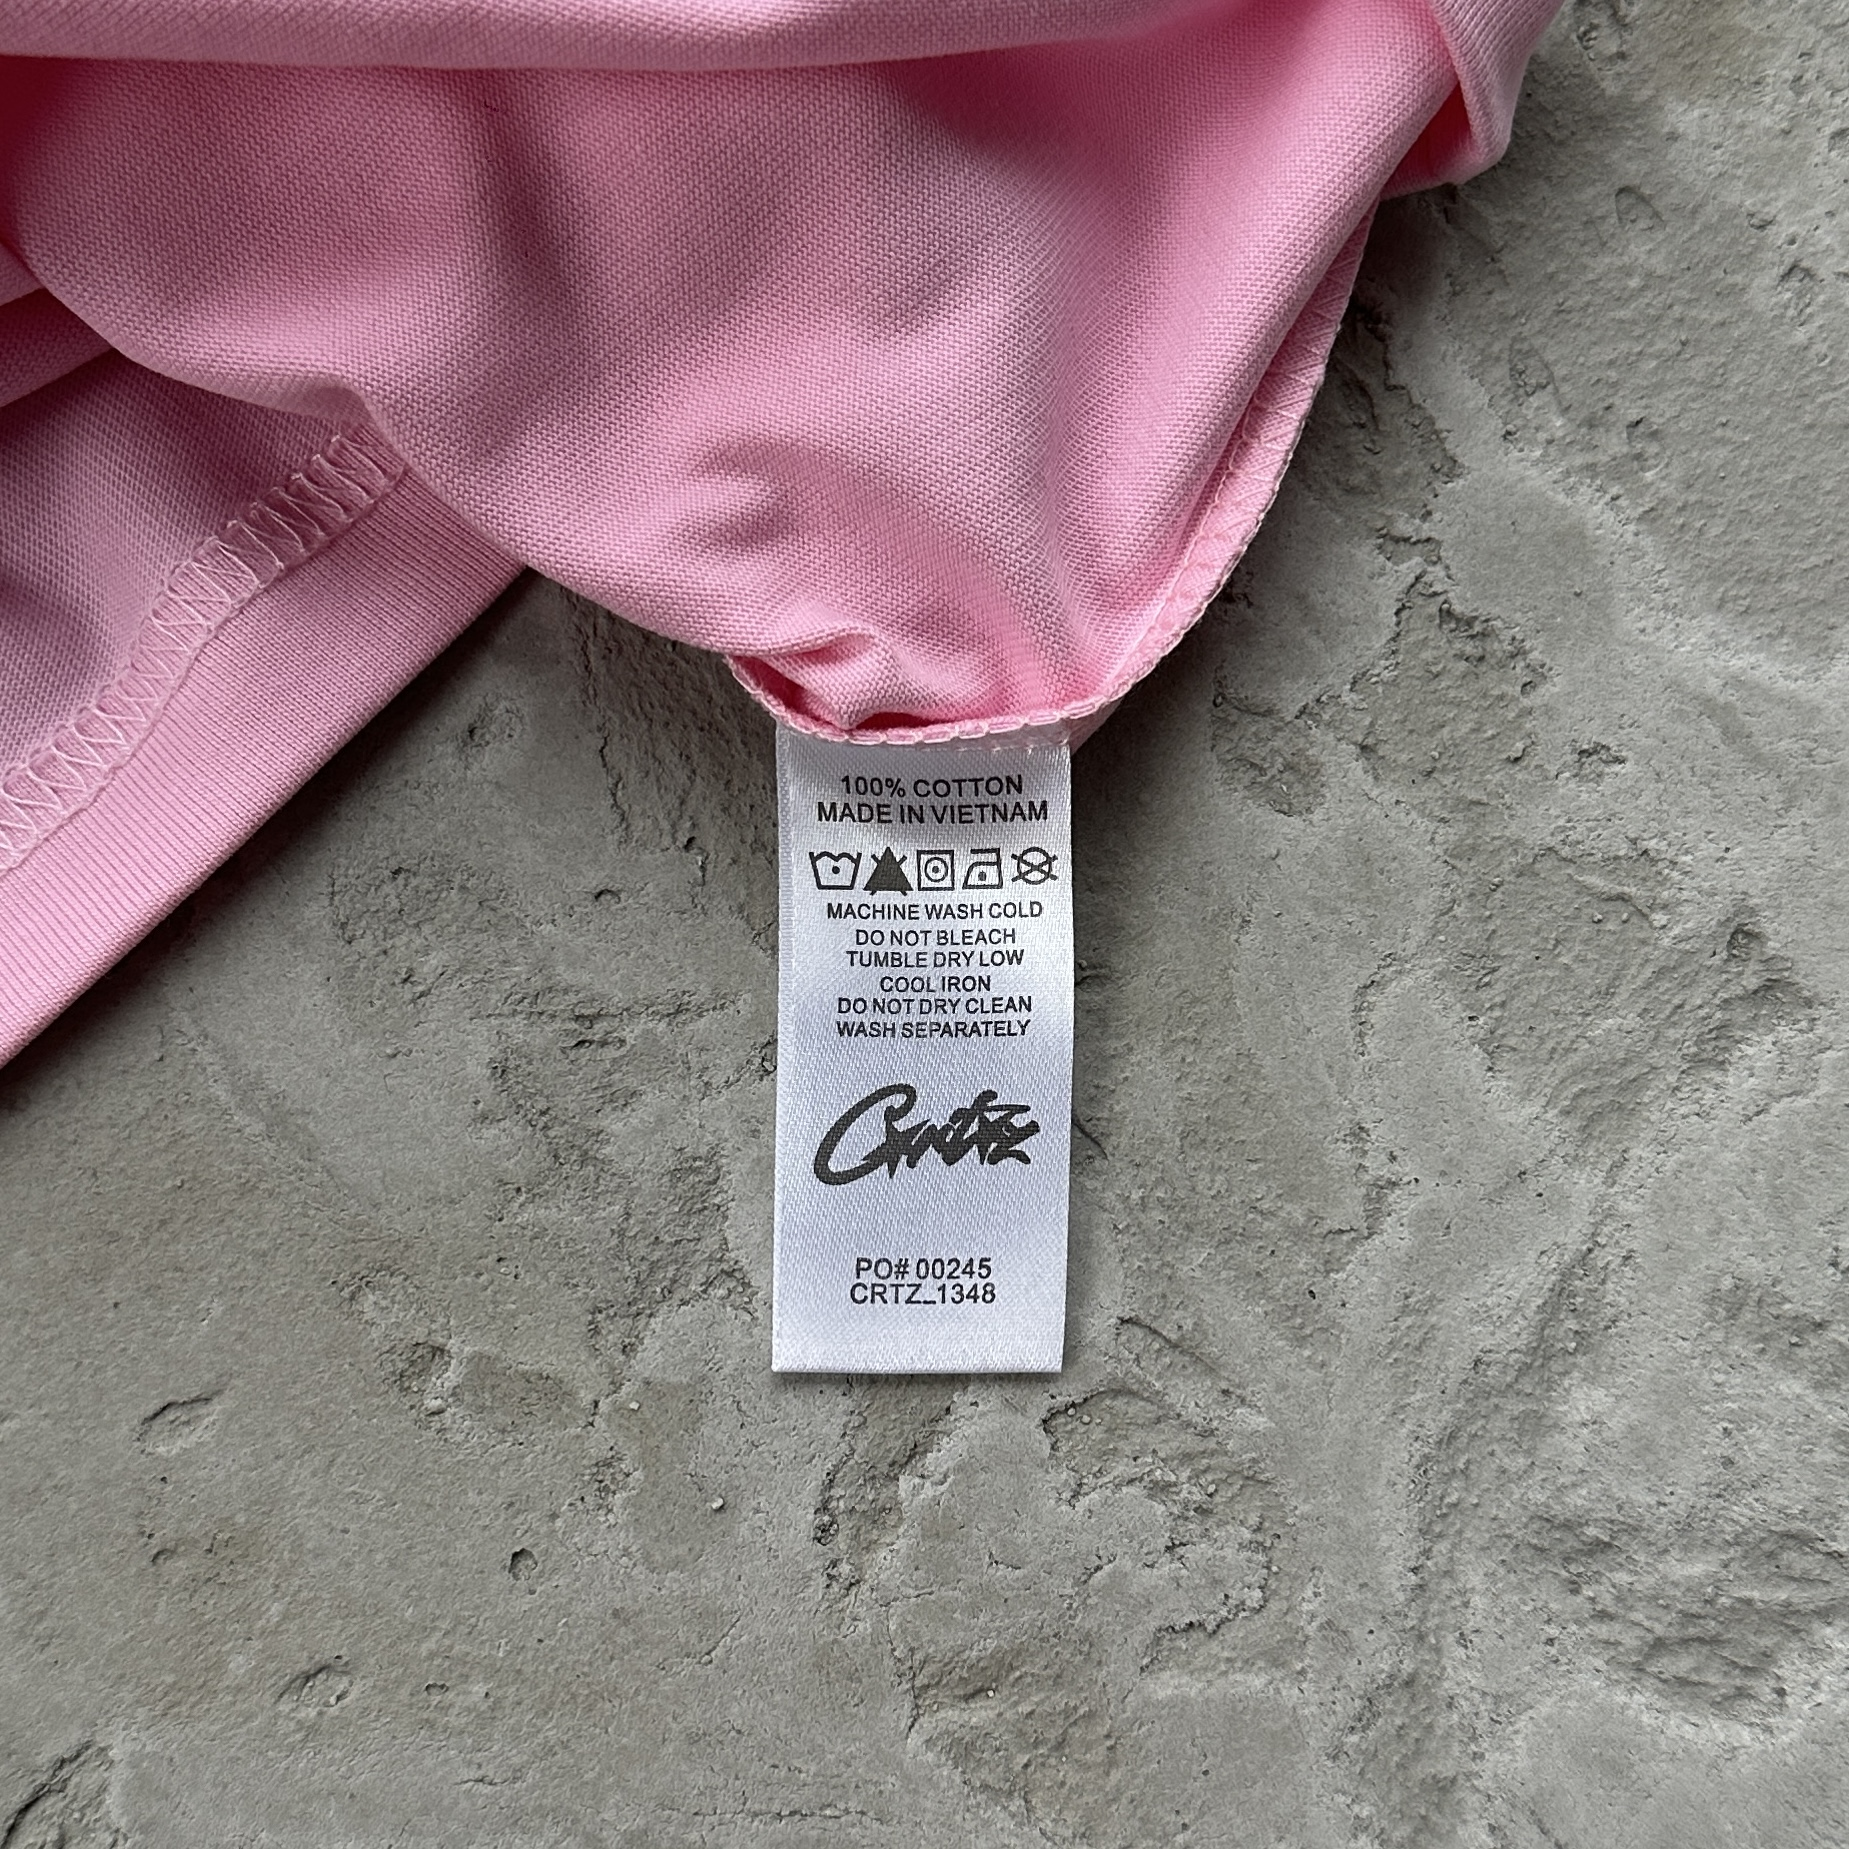 100% COTTON
MADE IN VIETNAM
MACHINE WASH COLD
DO NOT BLEACH
TUMBLE DRY LOW
COOL IRON
DO NOT DRY CLEAN
WASH SEPARATELY
Crtz
PO# 00245
CRTZ_1348